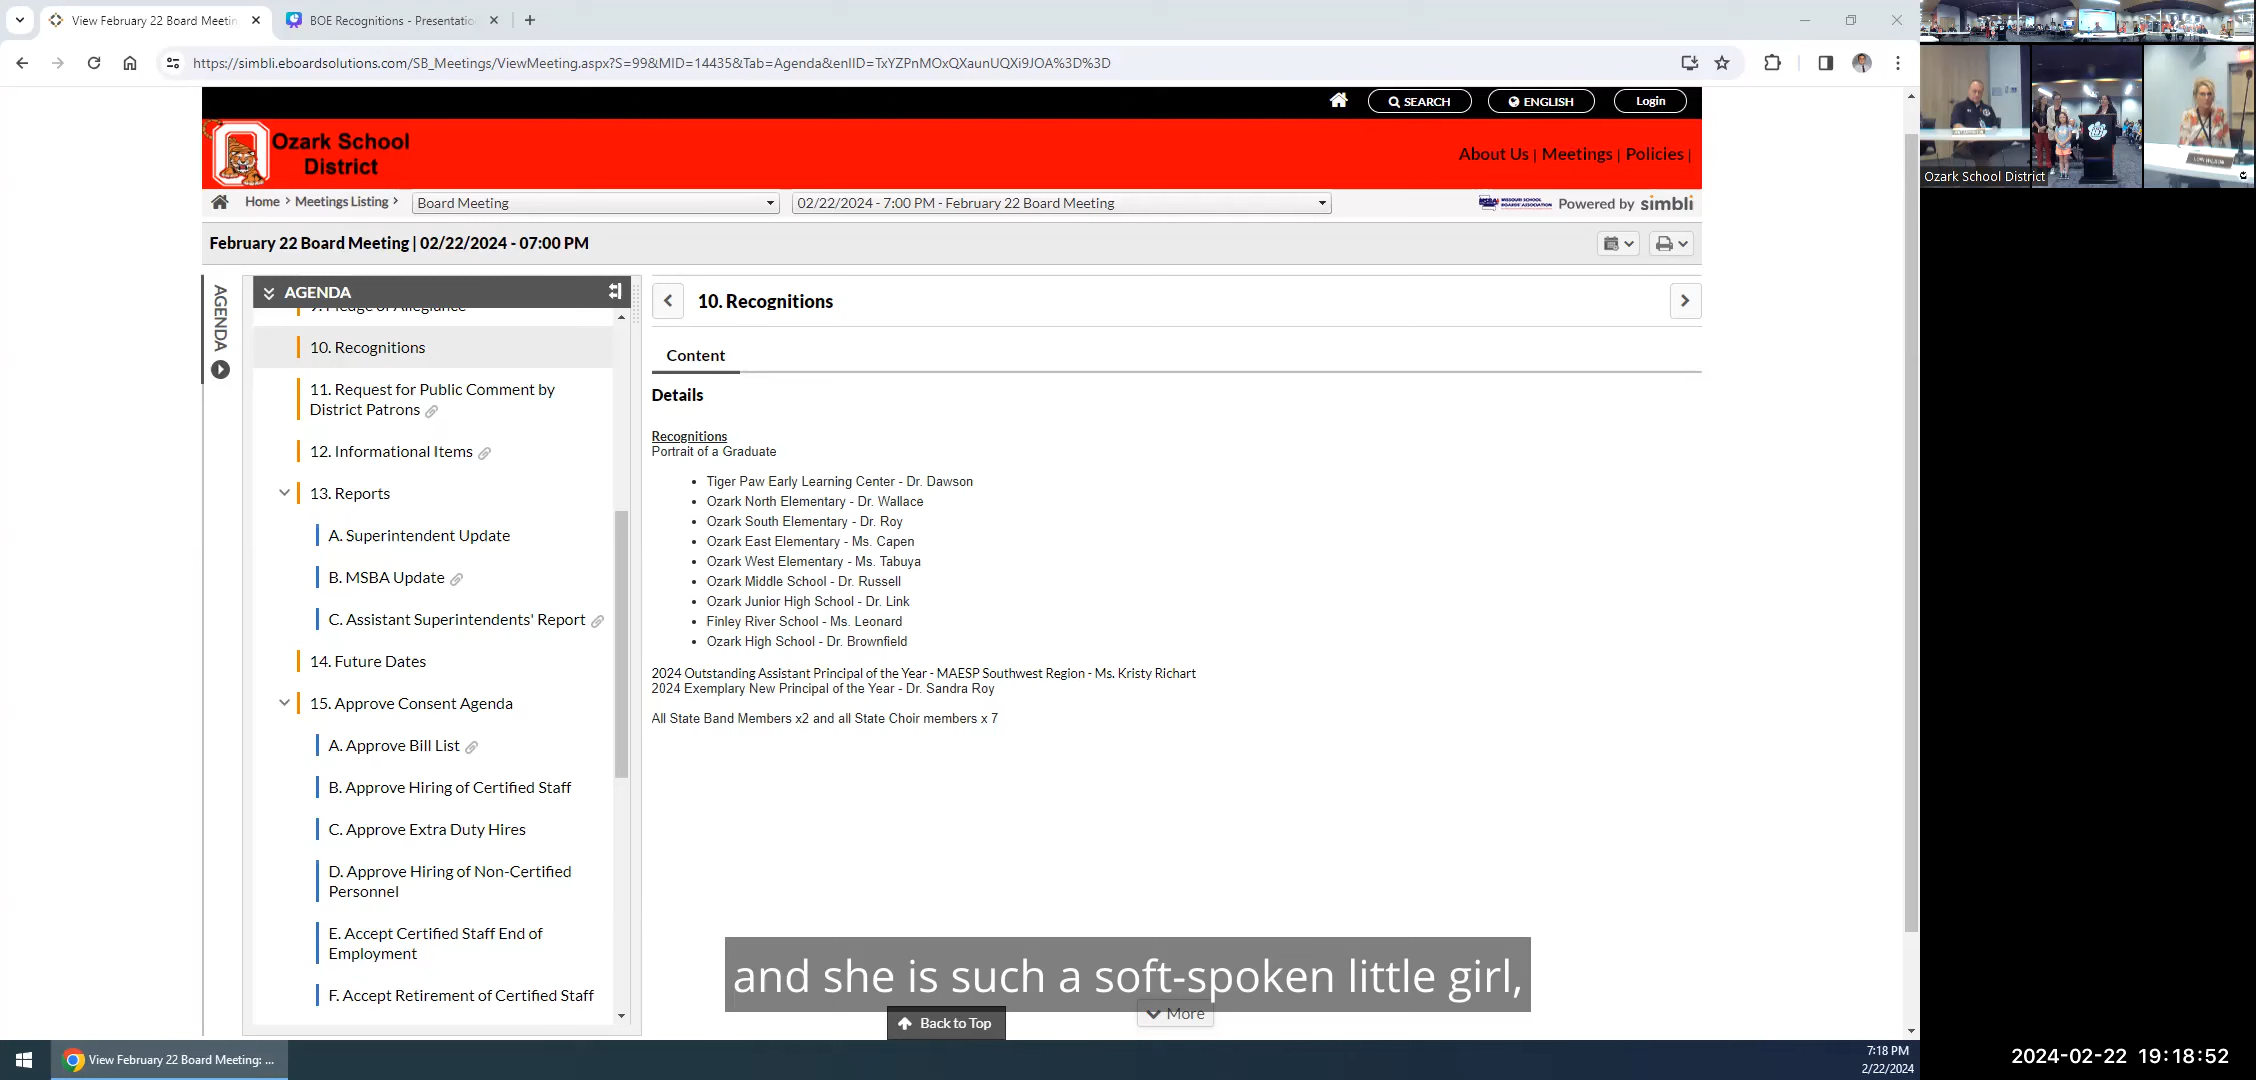 View February 22 Board Meetin
BOE Recognitions - Presentatio
https://simbli.eboardsolutions.com/SB_Meetings/ViewMeeting.aspx?S=99&MID=14435&Tab=Agenda&enIID=TxYZPnMOxQXaunUQXi9JOA%3D%3D
SEARCH
ENGLISH
Login
Ozark School
District
About Us | Meetings | Policies |
Home > Meetings Listing >
Board Meeting
02/22/2024 - 7:00 PM - February 22 Board Meeting
MSBA
Powered by simbli
February 22 Board Meeting | 02/22/2024 - 07:00 PM
AGENDA
AGENDA
9. Pledge of Allegiance
10. Recognitions
11. Request for Public Comment by
District Patrons
12. Informational Items
13. Reports
A. Superintendent Update
B. MSBA Update
C. Assistant Superintendents' Report
14. Future Dates
15. Approve Consent Agenda
A. Approve Bill List
B. Approve Hiring of Certified Staff
C. Approve Extra Duty Hires
D. Approve Hiring of Non-Certified
Personnel
E. Accept Certified Staff End of
Employment
F. Accept Retirement of Certified Staff
10. Recognitions
Content
Details
Recognitions
Portrait of a Graduate
• Tiger Paw Early Learning Center - Dr. Dawson
• Ozark North Elementary - Dr. Wallace
• Ozark South Elementary - Dr. Roy
• Ozark East Elementary - Ms. Capen
• Ozark West Elementary - Ms. Tabuya
• Ozark Middle School - Dr. Russell
• Ozark Junior High School - Dr. Link
• Finley River School - Ms. Leonard
• Ozark High School - Dr. Brownfield
2024 Outstanding Assistant Principal of the Year - MAESP Southwest Region - Ms. Kristy Richart
2024 Exemplary New Principal of the Year - Dr. Sandra Roy
All State Band Members x2 and all State Choir members x 7
and she is such a soft-spoken little girl,
Back to Top
More
Ozark School District
View February 22 Board Meeting: ...
7:18 PM
2/22/2024
2024-02-22 19:18:52